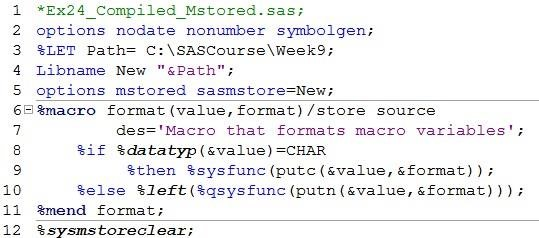 1 *Ex24_Compiled_Mstored.sas;
2 options nodate nonumber symbolgen;
3 %LET Path= C:\SASCourse\Week9;
4 Libname New "&Path";
5 options mstored sasmstore=New;
6 %macro format(value,format)/store source
7 des='Macro that formats macro variables';
8 %if %datatyp(&value)=CHAR
9 %then %sysfunc(putc(&value,&format));
10 %else %left(%qsysfunc(putn(&value,&format)));
11 %mend format;
12 %sysmstoreclear;